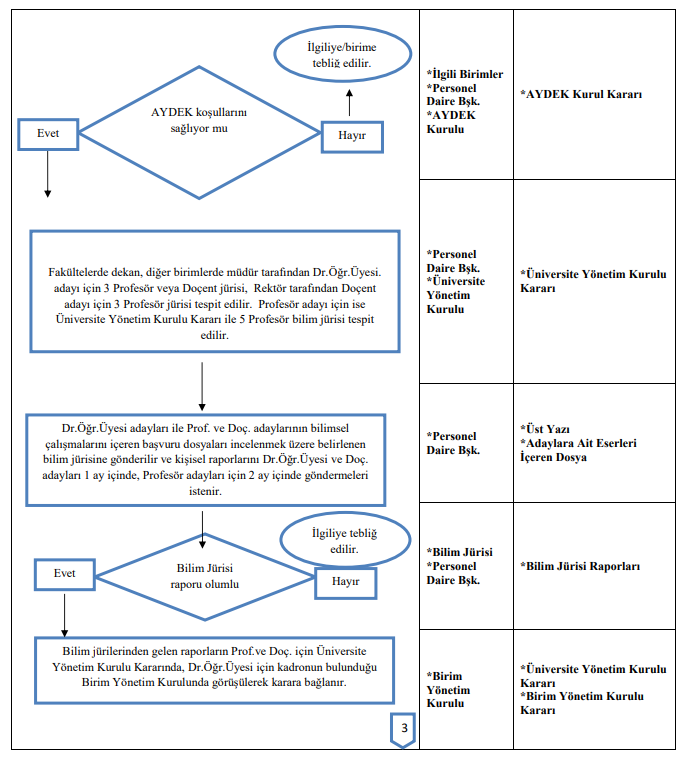 İlgiliye/birime
tebliğ edilir.
AYDEK koşullarını
sağlıyor mu
Evet
Hayır
*İlgili Birimler
*Personel
Daire Bşk.
*AYDEK
Kurulu
*AYDEK Kurul Kararı
Fakültelerde dekan, diğer birimlerde müdür tarafından Dr.Öğr.Üyesi.
adayı için 3 Profesör veya Doçent jürisi,  Rektör tarafından Doçent
adayı için 3 Profesör jürisi tespit edilir.  Profesör adayı için ise
Üniversite Yönetim Kurulu Kararı ile 5 Profesör bilim jürisi tespit
edilir.
*Personel
Daire Bşk.
*Üniversite
Yönetim
Kurulu
*Üniversite Yönetim Kurulu
Kararı
Dr.Öğr.Üyesi adayları ile Prof. ve Doç. adaylarının bilimsel
çalışmalarını içeren başvuru dosyaları incelenmek üzere belirlenen
bilim jürisine gönderilir ve kişisel raporlarını Dr.Öğr.Üyesi ve Doç.
adayları 1 ay içinde, Profesör adayları için 2 ay içinde göndermeleri
istenir.
*Personel
Daire Bşk.
*Üst Yazı
*Adaylara Ait Eserleri
İçeren Dosya
İlgiliye tebliğ
edilir.
Evet
Bilim Jürisi
raporu olumlu
Hayır
*Bilim Jürisi
*Personel
Daire Bşk.
*Bilim Jürisi Raporları
Bilim jürilerinden gelen raporların Prof.ve Doç. için Üniversite
Yönetim Kurulu Kararında, Dr.Öğr.Üyesi için kadronun bulunduğu
Birim Yönetim Kurulunda görüşülerek karara bağlanır.
*Birim
Yönetim
Kurulu
*Üniversite Yönetim Kurulu
Kararı
*Birim Yönetim Kurulu
Kararı
3